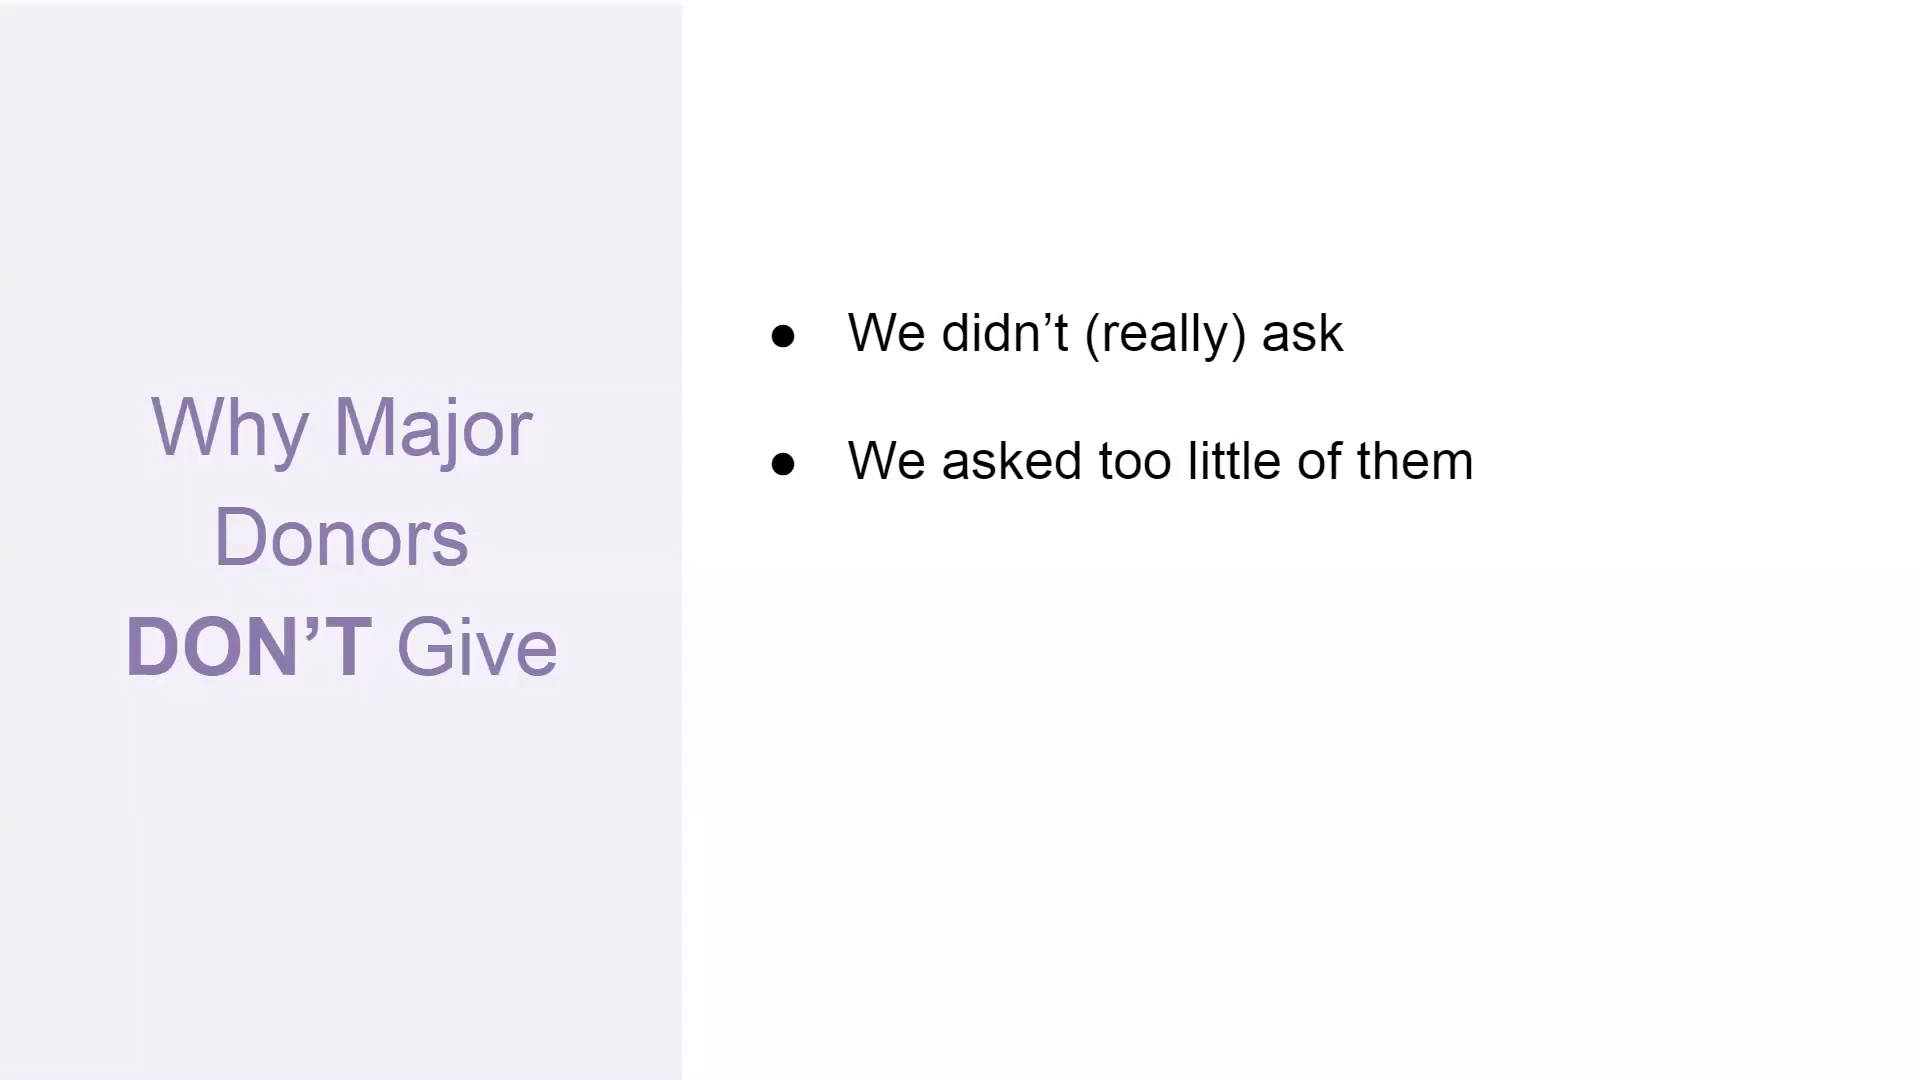 Why Major
Donors
DON’T Give
● We didn’t (really) ask
● We asked too little of them